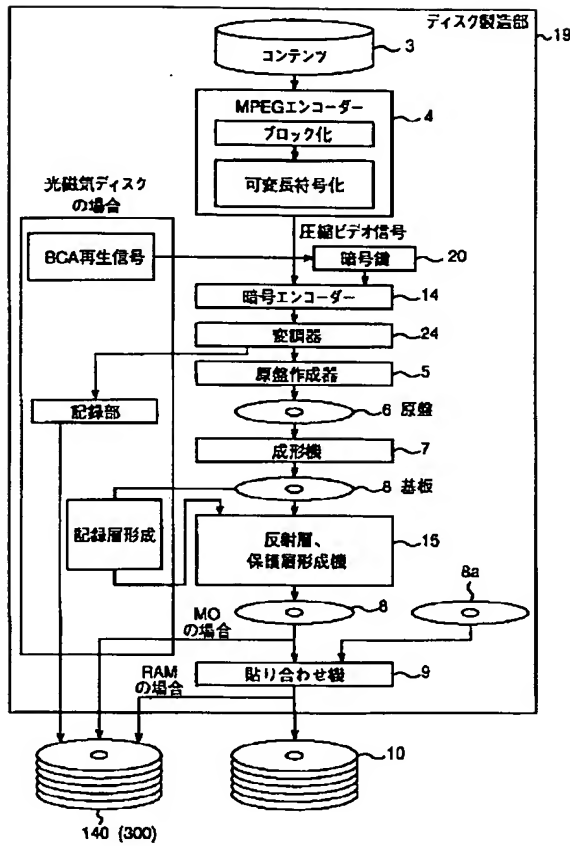 ディスク製造部
19
コンテンツ
3
MPEGエンコーダー
4
ブロック化
可変長符号化
光磁気ディスク
の場合
圧縮ビデオ信号
BCA再生信号
暗号鍵
20
暗号エンコーダー
14
変調器
24
原盤作成器
5
記録部
6 原盤
成形機
7
8 基板
記録層形成
反射層、
保護層形成機
15
8
8a
MO
の場合
貼り合わせ機
9
RAM
の場合
10
140 (300)